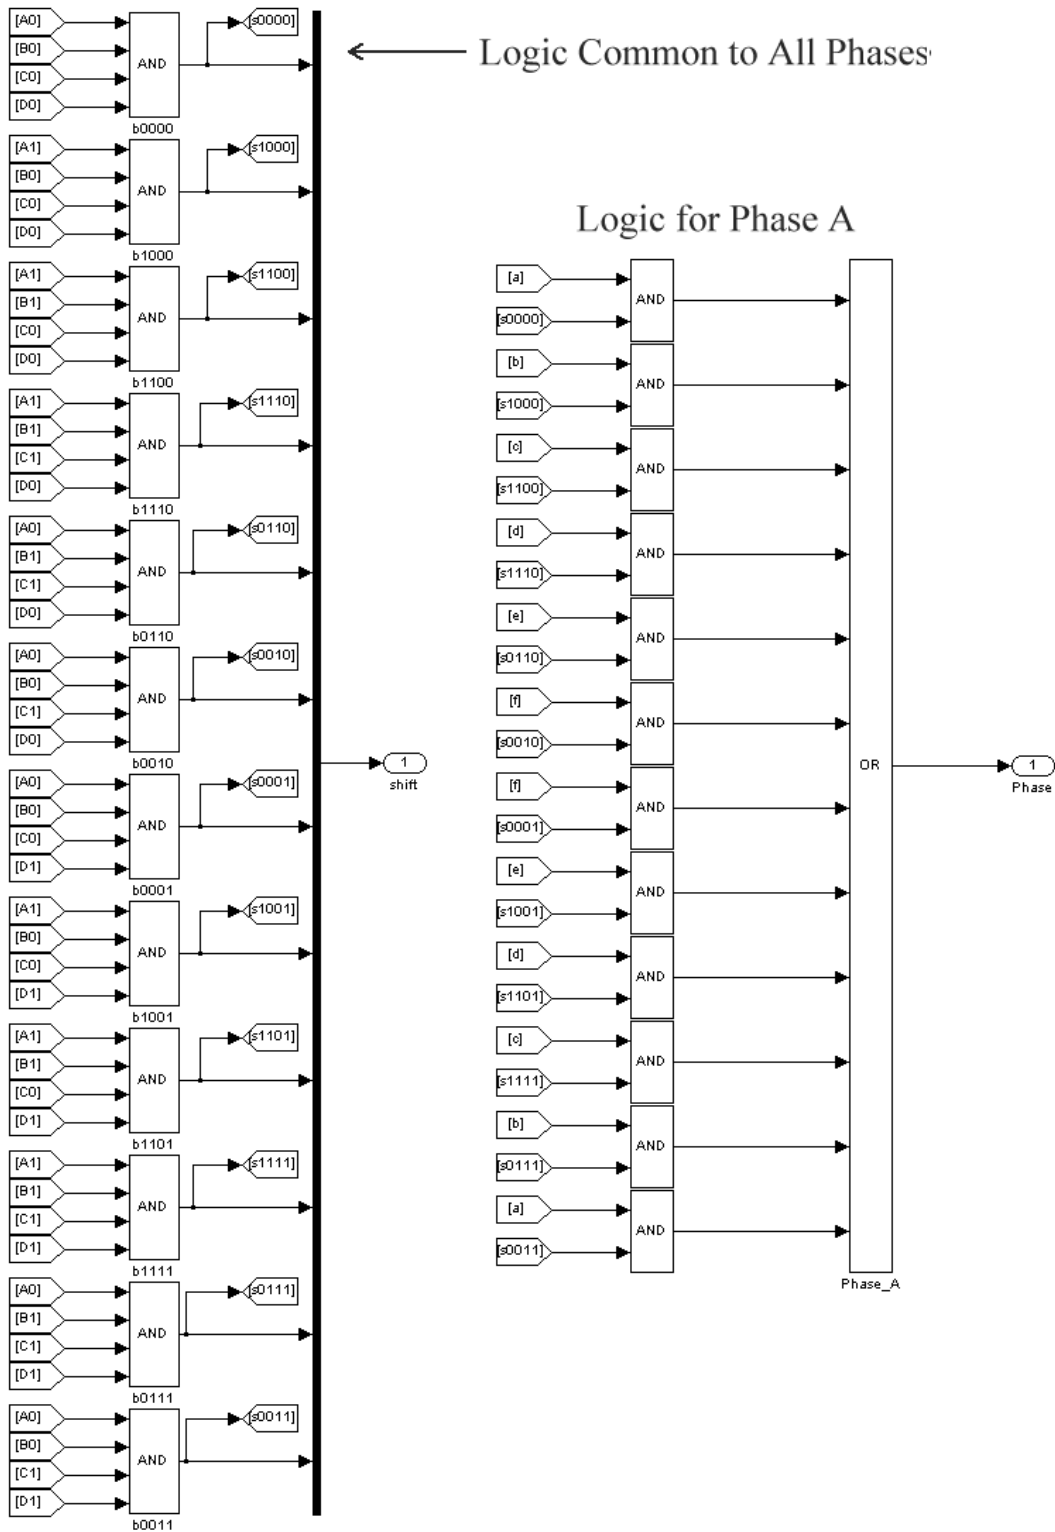 [A0]
[B0]
[C0]
[D0]
AND
b0000
[s0000]
[A1]
[B0]
[C0]
[D0]
AND
b1000
[s1000]
[A1]
[B1]
[C0]
[D0]
AND
b1100
[s1100]
[A1]
[B1]
[C1]
[D0]
AND
b1110
[s1110]
[A0]
[B1]
[C1]
[D0]
AND
b0110
[s0110]
[A0]
[B0]
[C1]
[D0]
AND
b0010
[s0010]
[A0]
[B0]
[C0]
[D1]
AND
b0001
[s0001]
[A1]
[B0]
[C0]
[D1]
AND
b1001
[s1001]
[A1]
[B1]
[C0]
[D1]
AND
b1101
[s1101]
[A1]
[B1]
[C1]
[D1]
AND
b1111
[s1111]
[A0]
[B1]
[C1]
[D1]
AND
b0111
[s0111]
[A0]
[B0]
[C1]
[D1]
AND
b0011
[s0011]
1
shift
Logic Common to All Phases
Logic for Phase A
[a]
[s0000]
AND
[b]
[s1000]
AND
[c]
[s1100]
AND
[d]
[s1110]
AND
[e]
[s0110]
AND
[f]
[s0010]
AND
[f]
[s0001]
AND
[e]
[s1001]
AND
[d]
[s1101]
AND
[c]
[s1111]
AND
[b]
[s0111]
AND
[a]
[s0011]
AND
OR
Phase_A
1
Phase